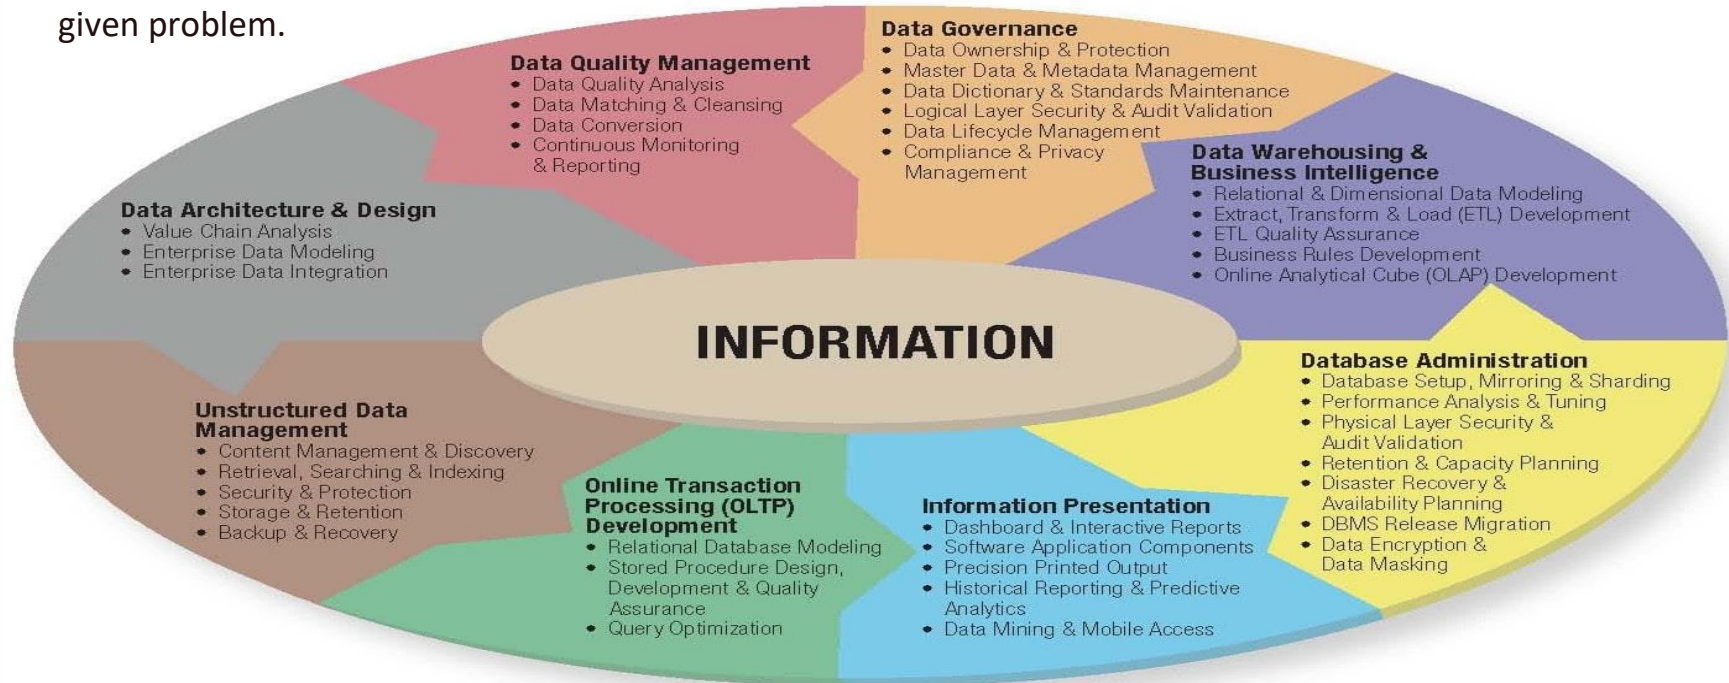 given problem.
Data Quality Management
• Data Quality Analysis
• Data Matching & Cleansing
• Data Conversion
• Continuous Monitoring
& Reporting
Data Governance
• Data Ownership & Protection
• Master Data & Metadata Management
• Data Dictionary & Standards Maintenance
• Logical Layer Security & Audit Validation
• Data Lifecycle Management
• Compliance & Privacy
Management
Data Warehousing &
Business Intelligence
• Relational & Dimensional Data Modeling
• Extract, Transform & Load (ETL) Development
• ETL Quality Assurance
• Business Rules Development
• Online Analytical Cube (OLAP) Development
Data Architecture & Design
• Value Chain Analysis
• Enterprise Data Modeling
• Enterprise Data Integration
INFORMATION
Database Administration
• Database Setup, Mirroring & Sharding
• Performance Analysis & Tuning
• Physical Layer Security &
Audit Validation
• Retention & Capacity Planning
• Disaster Recovery &
Availability Planning
• DBMS Release Migration
• Data Encryption &
Data Masking
Unstructured Data
Management
• Content Management & Discovery
• Retrieval, Searching & Indexing
• Security & Protection
• Storage & Retention
• Backup & Recovery
Online Transaction
Processing (OLTP)
Development
• Relational Database Modeling
• Stored Procedure Design,
Development & Quality
Assurance
• Query Optimization
Information Presentation
• Dashboard & Interactive Reports
• Software Application Components
• Precision Printed Output
• Historical Reporting & Predictive
Analytics
• Data Mining & Mobile Access